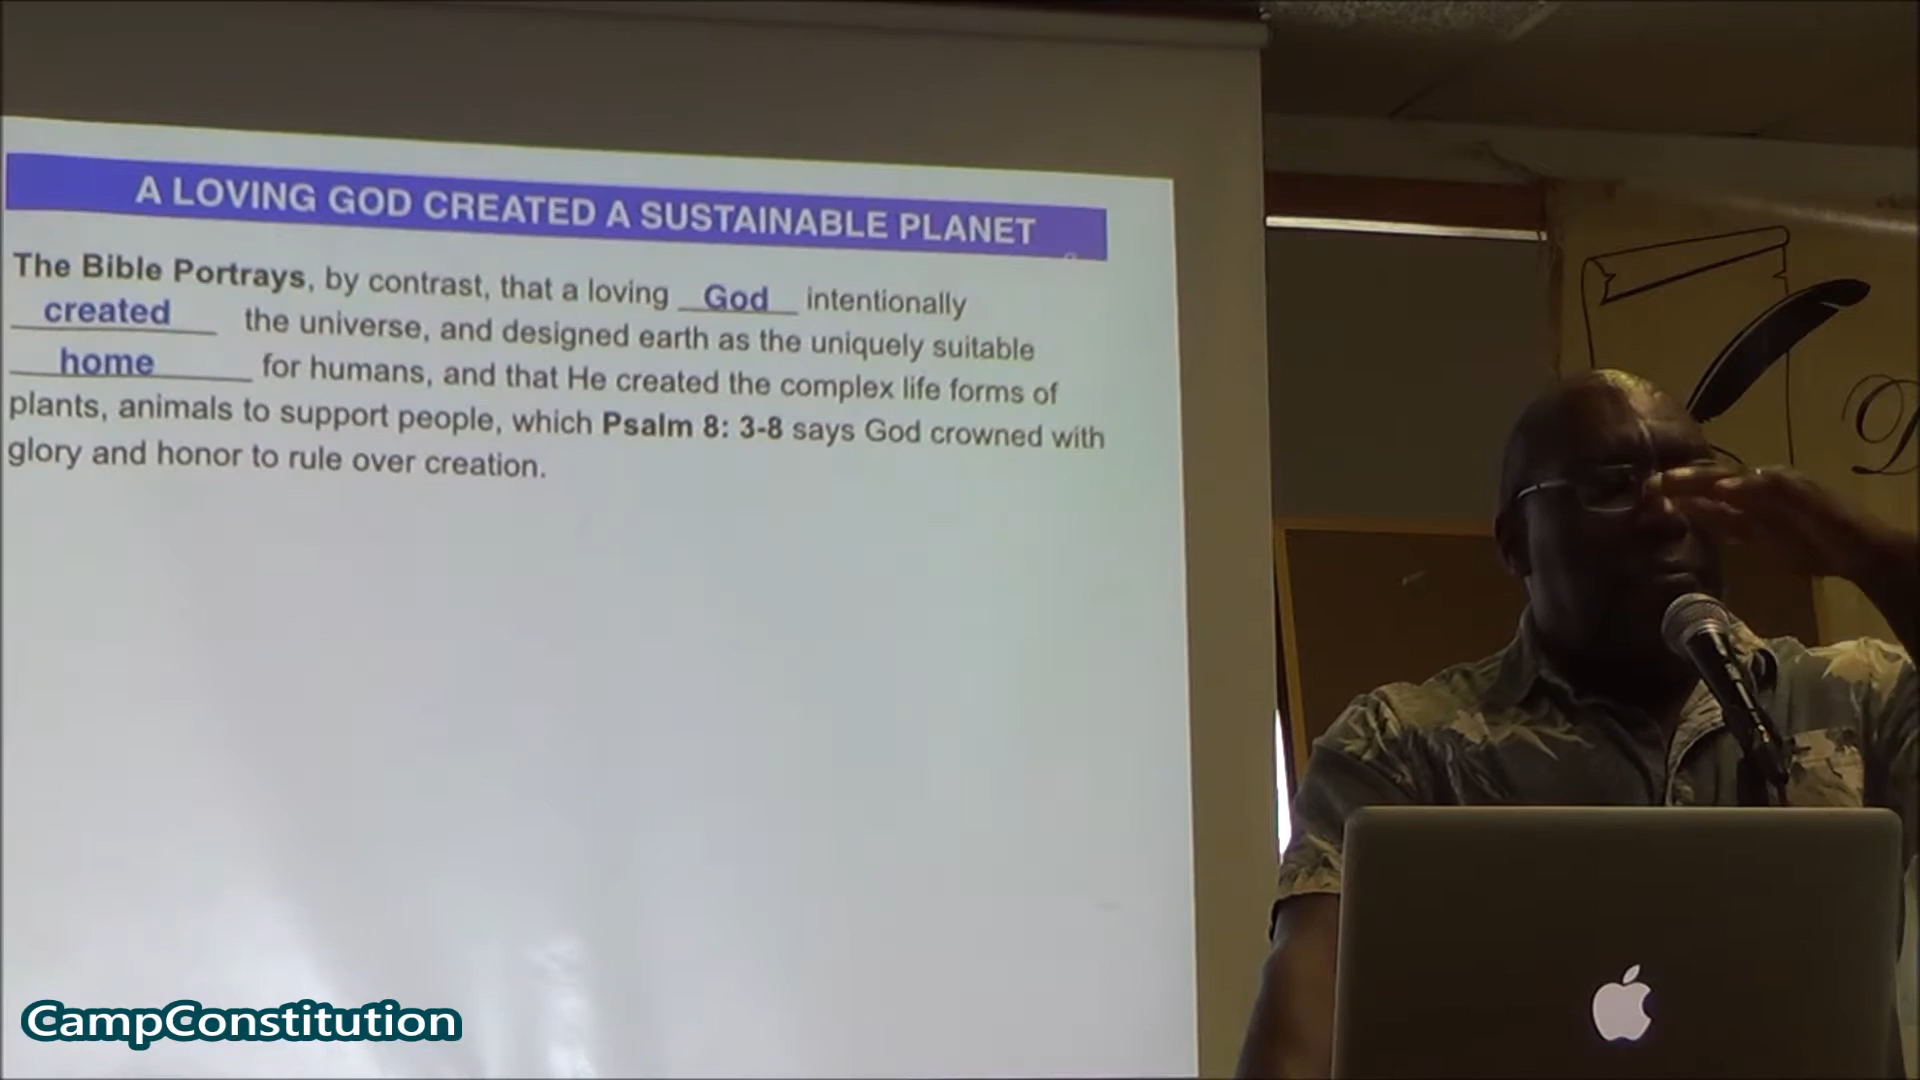 A LOVING GOD CREATED A SUSTAINABLE PLANET
The Bible Portrays, by contrast, that a loving God intentionally
created the universe, and designed earth as the uniquely suitable
home for humans, and that He created the complex life forms of
plants, animals to support people, which Psalm 8: 3-8 says God crowned with
glory and honor to rule over creation.
D
CampConstitution